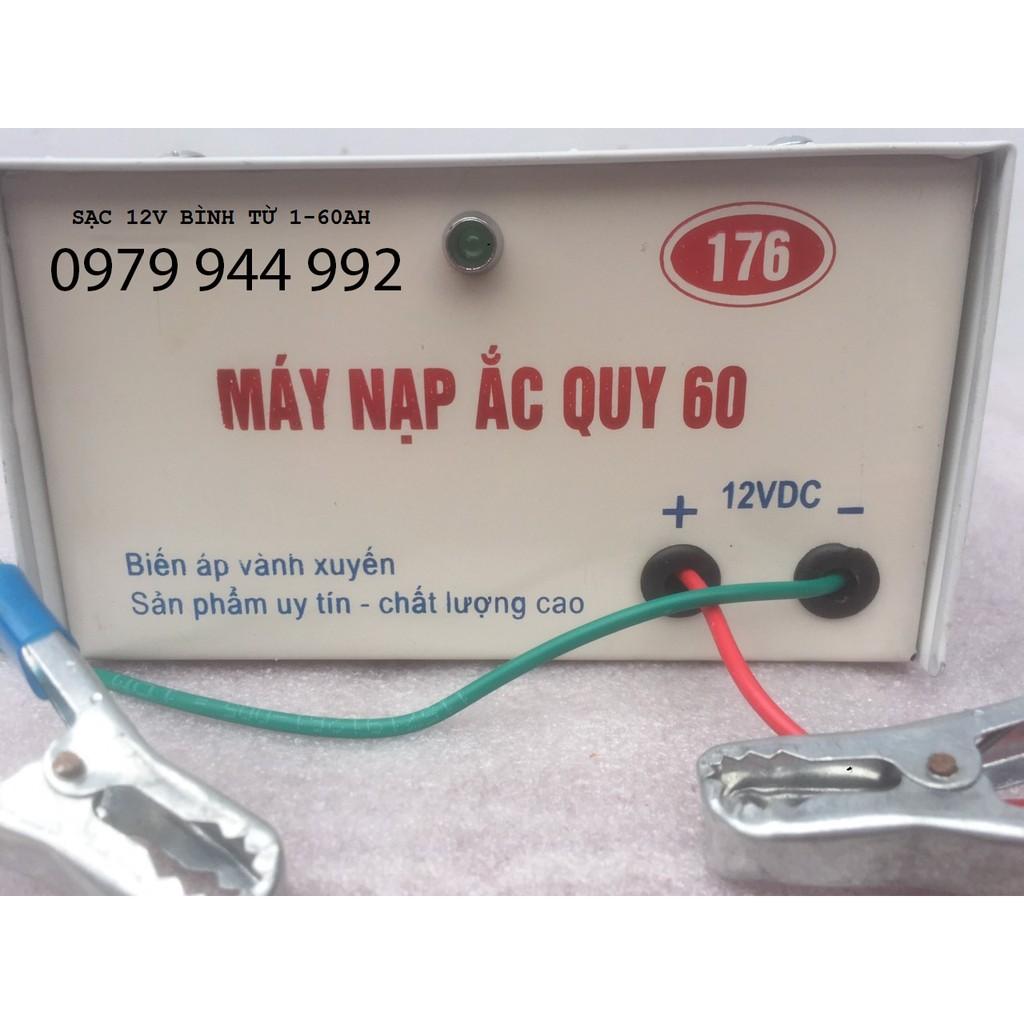 SẠC 12V BÌNH TỪ 1-60AH
0979 944 992
176
MÁY NẠP ẮC QUY 60
+ 12VDC −
Biến áp vành xuyến
Sản phẩm uy tín - chất lượng cao